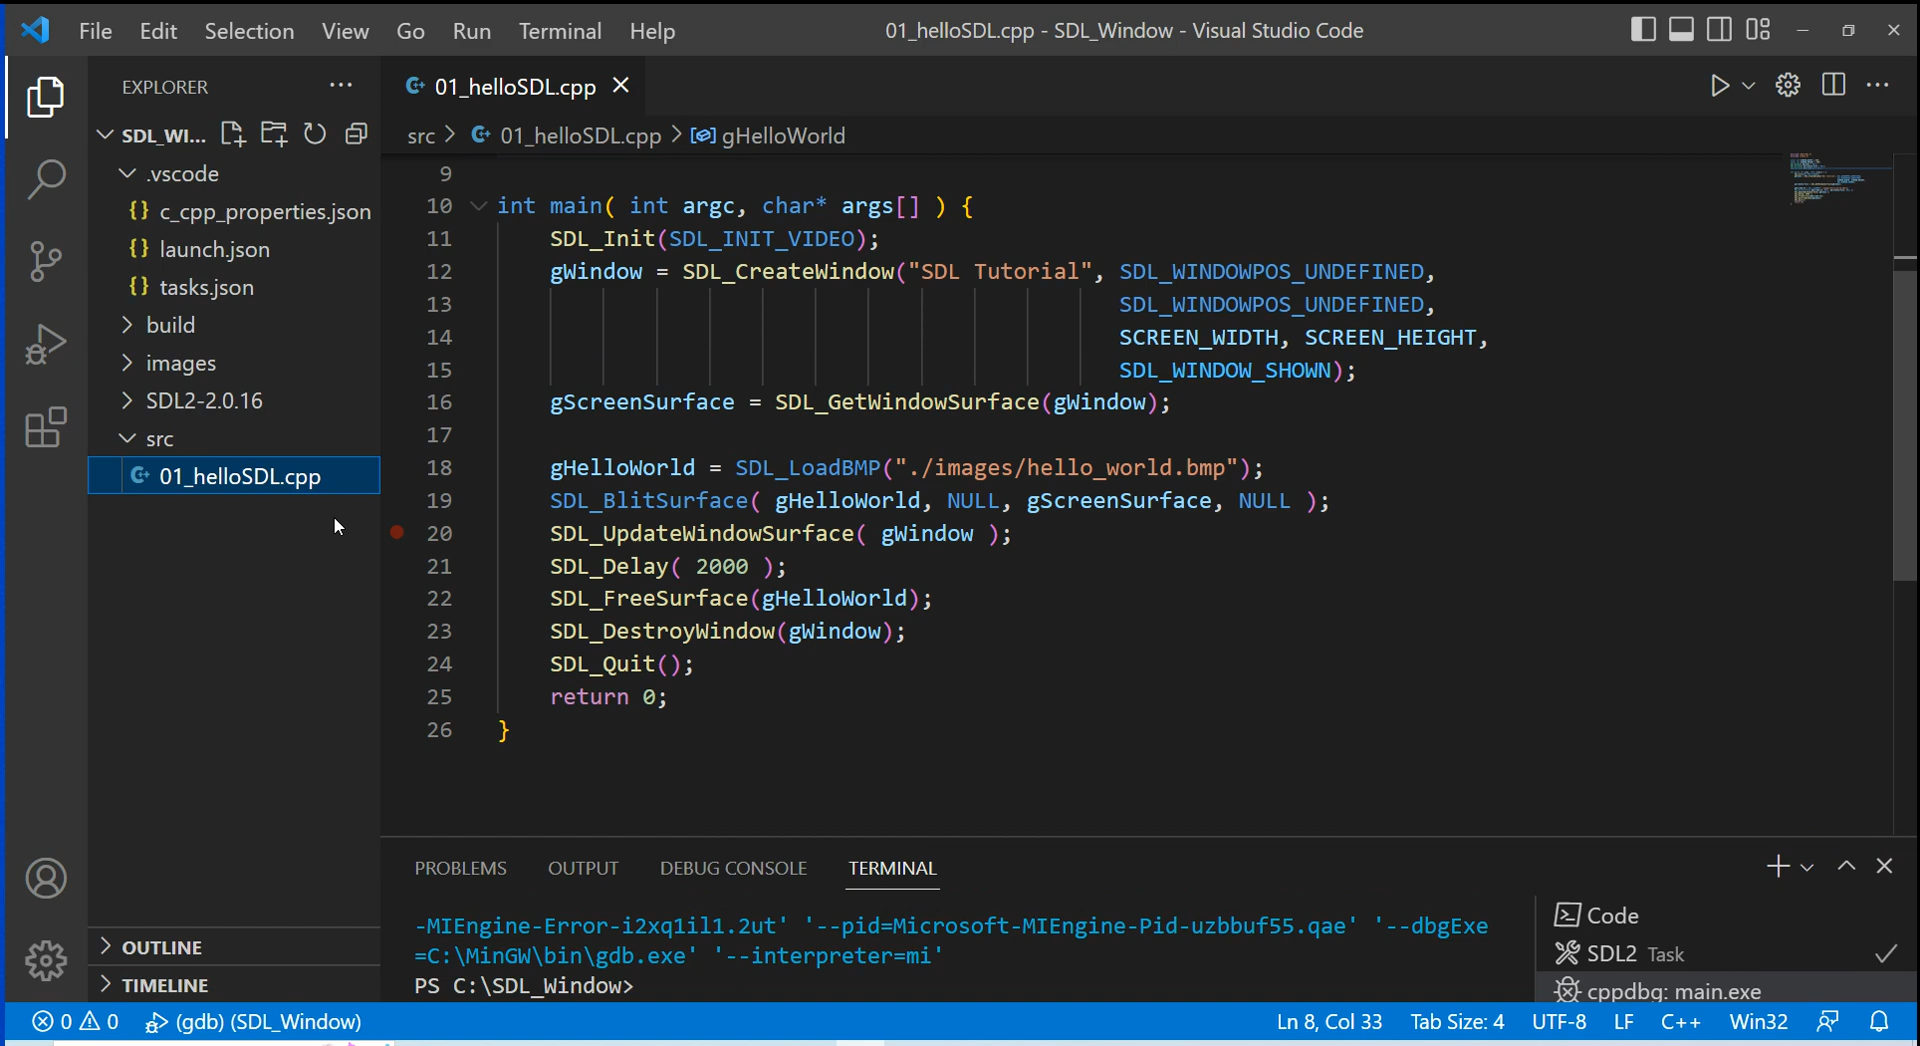 File Edit Selection View Go Run Terminal Help 01_helloSDL.cpp - SDL_Window - Visual Studio Code
EXPLORER
SDL_WI...
.vscode
{} c_cpp_properties.json
{} launch.json
{} tasks.json
build
images
SDL2-2.0.16
src
01_helloSDL.cpp
OUTLINE
TIMELINE
01_helloSDL.cpp
src > 01_helloSDL.cpp > gHelloWorld
9
10 int main( int argc, char* args[] ) {
11 SDL_Init(SDL_INIT_VIDEO);
12 gWindow = SDL_CreateWindow("SDL Tutorial", SDL_WINDOWPOS_UNDEFINED,
13 SDL_WINDOWPOS_UNDEFINED,
14 SCREEN_WIDTH, SCREEN_HEIGHT,
15 SDL_WINDOW_SHOWN);
16 gScreenSurface = SDL_GetWindowSurface(gWindow);
17
18 gHelloWorld = SDL_LoadBMP("./images/hello_world.bmp");
19 SDL_BlitSurface( gHelloWorld, NULL, gScreenSurface, NULL );
20 SDL_UpdateWindowSurface( gWindow );
21 SDL_Delay( 2000 );
22 SDL_FreeSurface(gHelloWorld);
23 SDL_DestroyWindow(gWindow);
24 SDL_Quit();
25 return 0;
26 }
PROBLEMS OUTPUT DEBUG CONSOLE TERMINAL
-MIEngine-Error-i2xq1il1.2ut' '--pid=Microsoft-MIEngine-Pid-uzbbuf55.qae' '--dbgExe
=C:\MinGW\bin\gdb.exe' '--interpreter=mi'
PS C:\SDL_Window>
Code
SDL2 Task
cppdbg: main.exe
0 0 (gdb) (SDL_Window) Ln 8, Col 33 Tab Size: 4 UTF-8 LF C++ Win32